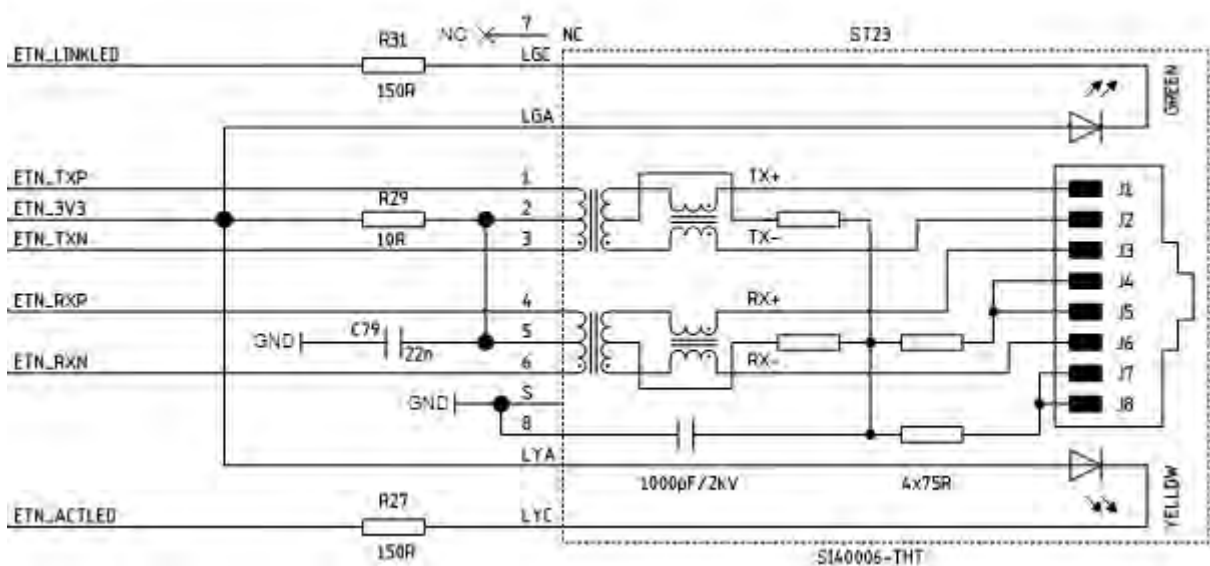 7
NC
NC
ST23
R31
ETN_LINKLED
LGC
150R
GREEN
LGA
ETN_TXP
1
TX+
J1
R29
ETN_3V3
2
J2
10R
ETN_TXN
3
TX-
J3
J4
ETN_RXP
4
RX+
J5
C79
GND
5
J6
22n
ETN_RXN
6
RX-
J7
GND
S
J8
8
LYA
1000pF/2kV
4x75R
YELLOW
R27
ETN_ACTLED
LYC
150R
SI40006-THT